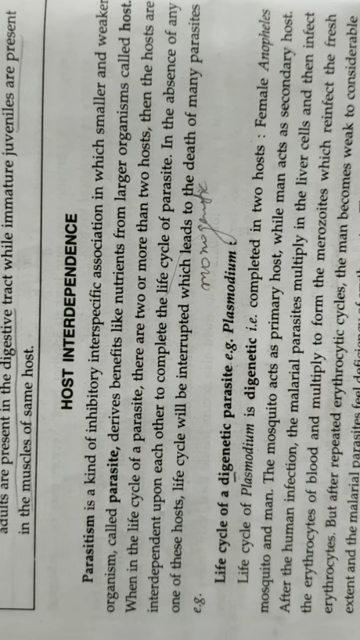 adults are present in the digestive tract while immature juveniles are present
in the muscles of same host.
HOST INTERDEPENDENCE
Parasitism is a kind of inhibitory interspecific association in which smaller and weaker
organism, called parasite, derives benefits like nutrients from larger organisms called host.
When in the life cycle of a parasite, there are two or more than two hosts, then the hosts are
interdependent upon each other to complete the life cycle of parasite. In the absence of any
one of these hosts, life cycle will be interrupted which leads to the death of many parasites
e.g.
monogenetic
Life cycle of a digenetic parasite e.g. Plasmodium :
Life cycle of Plasmodium is digenetic i.e. completed in two hosts : Female Anopheles
mosquito and man. The mosquito acts as primary host, while man acts as secondary host.
After the human infection, the malarial parasites multiply in the liver cells and then infect
the erythrocytes of blood and multiply to form the merozoites which reinfect the fresh
erythrocytes. But after repeated erythrocytic cycles, the man becomes weak to considerable
extent and the malarial parasites feel